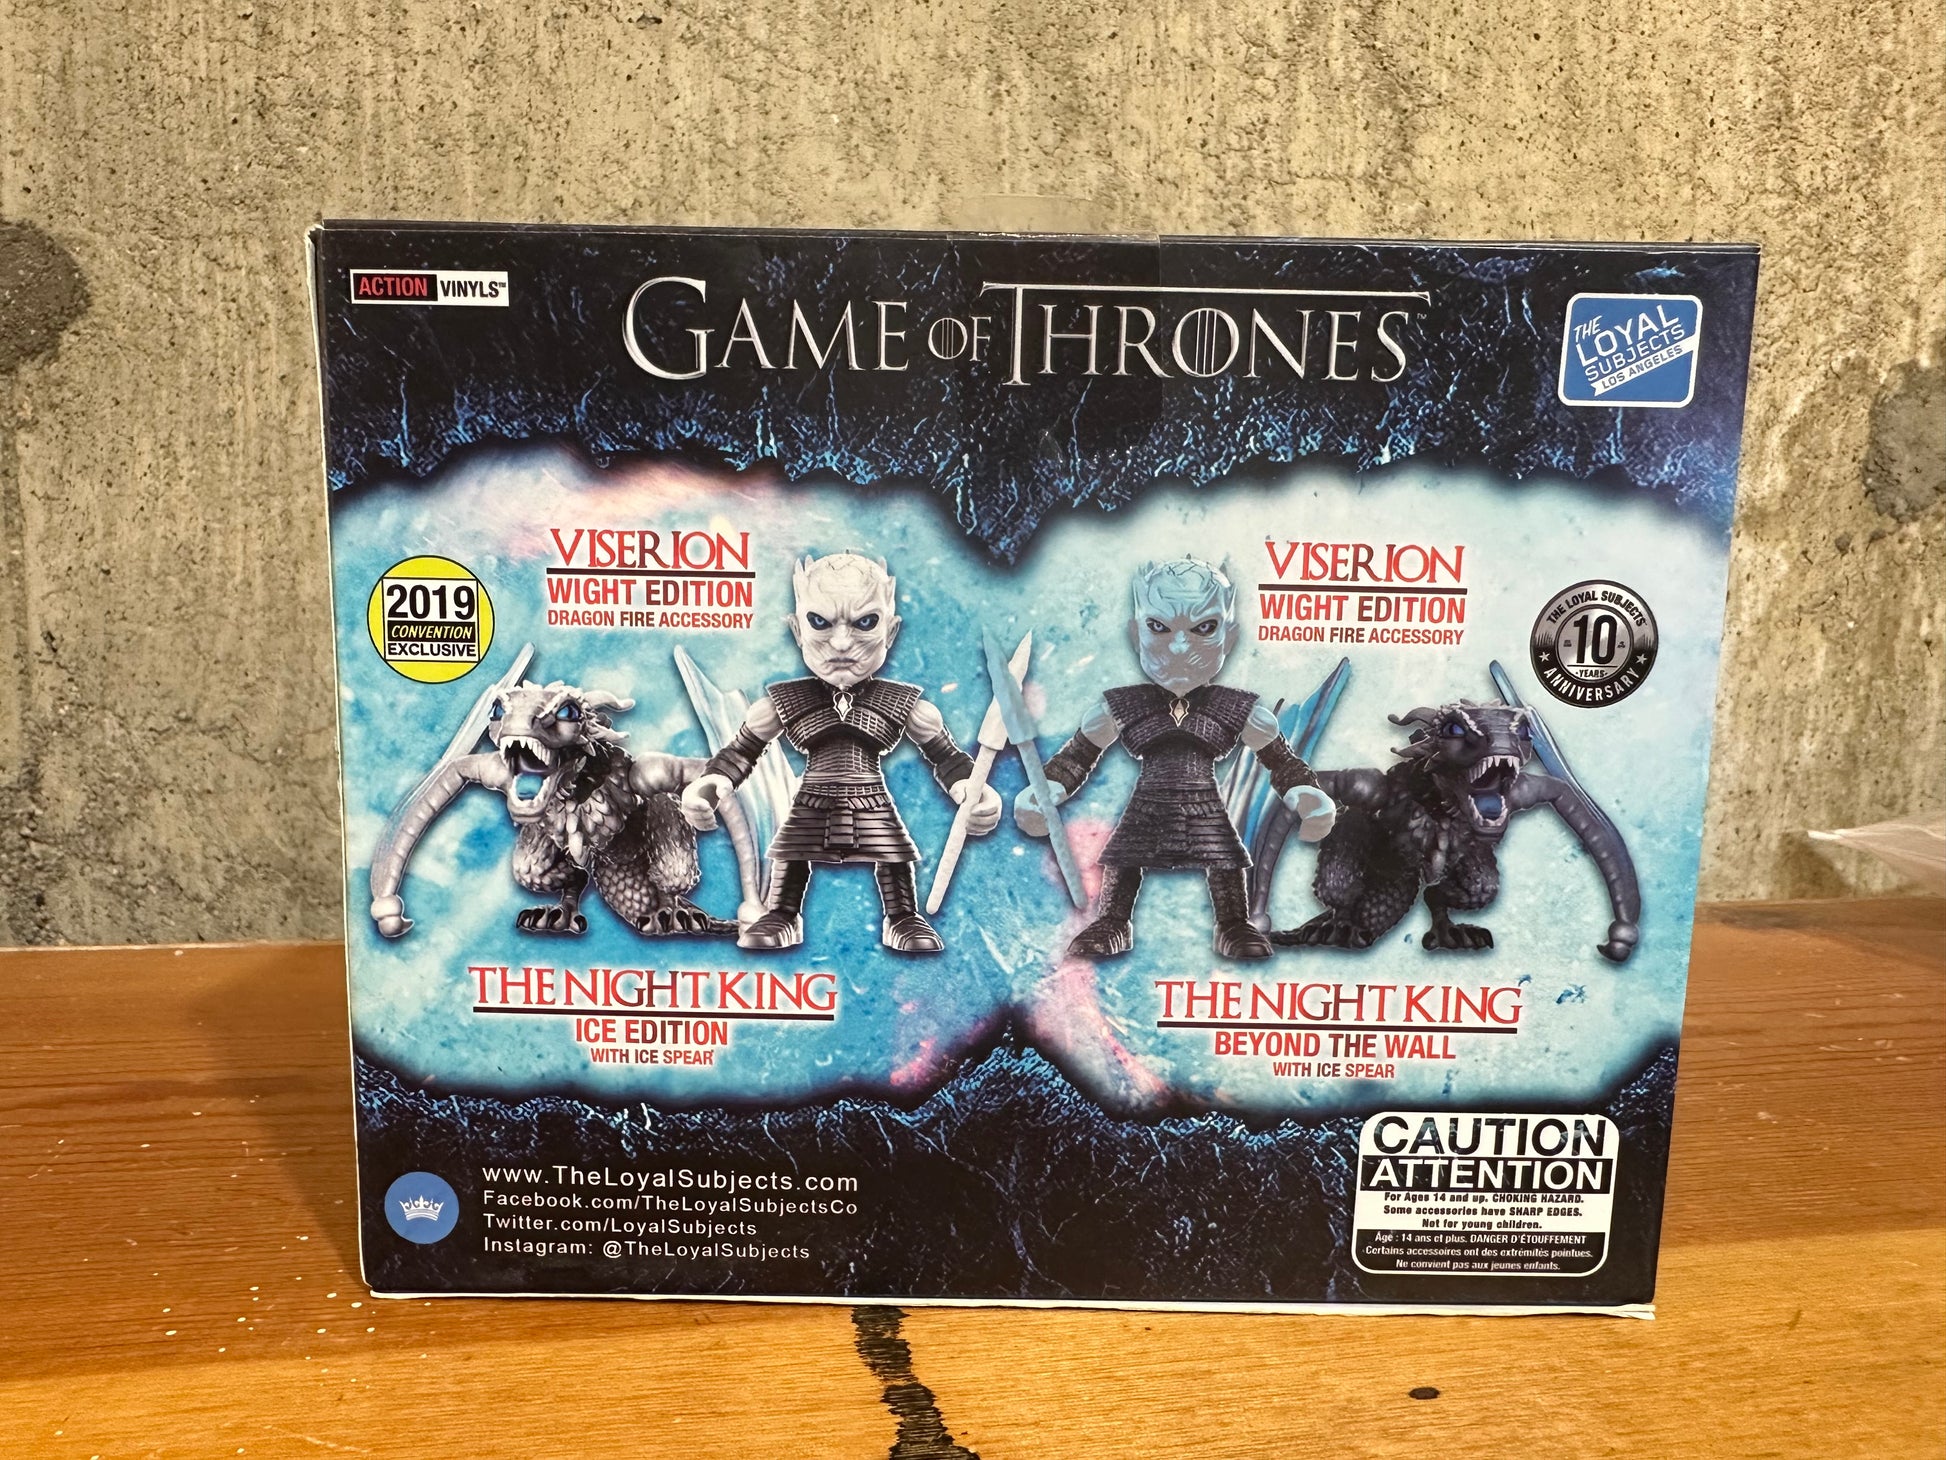 ACTION VINYLS™
GAME OF THRONES™
THE
LOYAL
SUBJECTS
LOS ANGELES
2019
CONVENTION
EXCLUSIVE
VISERION
WIGHT EDITION
DRAGON FIRE ACCESSORY
VISERION
WIGHT EDITION
DRAGON FIRE ACCESSORY
THE LOYAL SUBJECTS
10
-YEARS-
ANNIVERSARY
THE NIGHT KING
ICE EDITION
WITH ICE SPEAR
THE NIGHT KING
BEYOND THE WALL
WITH ICE SPEAR
www.TheLoyalSubjects.com
Facebook.com/TheLoyalSubjectsCo
Twitter.com/LoyalSubjects
Instagram: @TheLoyalSubjects
CAUTION
ATTENTION
For Ages 14 and up. CHOKING HAZARD.
Some accessories have SHARP EDGES.
Not for young children.
Age : 14 ans et plus. DANGER D'ÉTOUFFEMENT
Certains accessoires ont des extrémités pointues.
Ne convient pas aux jeunes enfants.